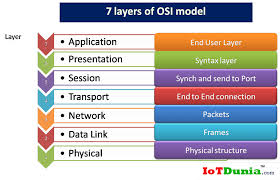 7 layers of OSI model
Layer
Application
End User Layer
Presentation
Syntax layer
Session
Synch and send to Port
Transport
End to End connection
Network
Packets
Data Link
Frames
Physical
Physical structure
IoTDunia.com